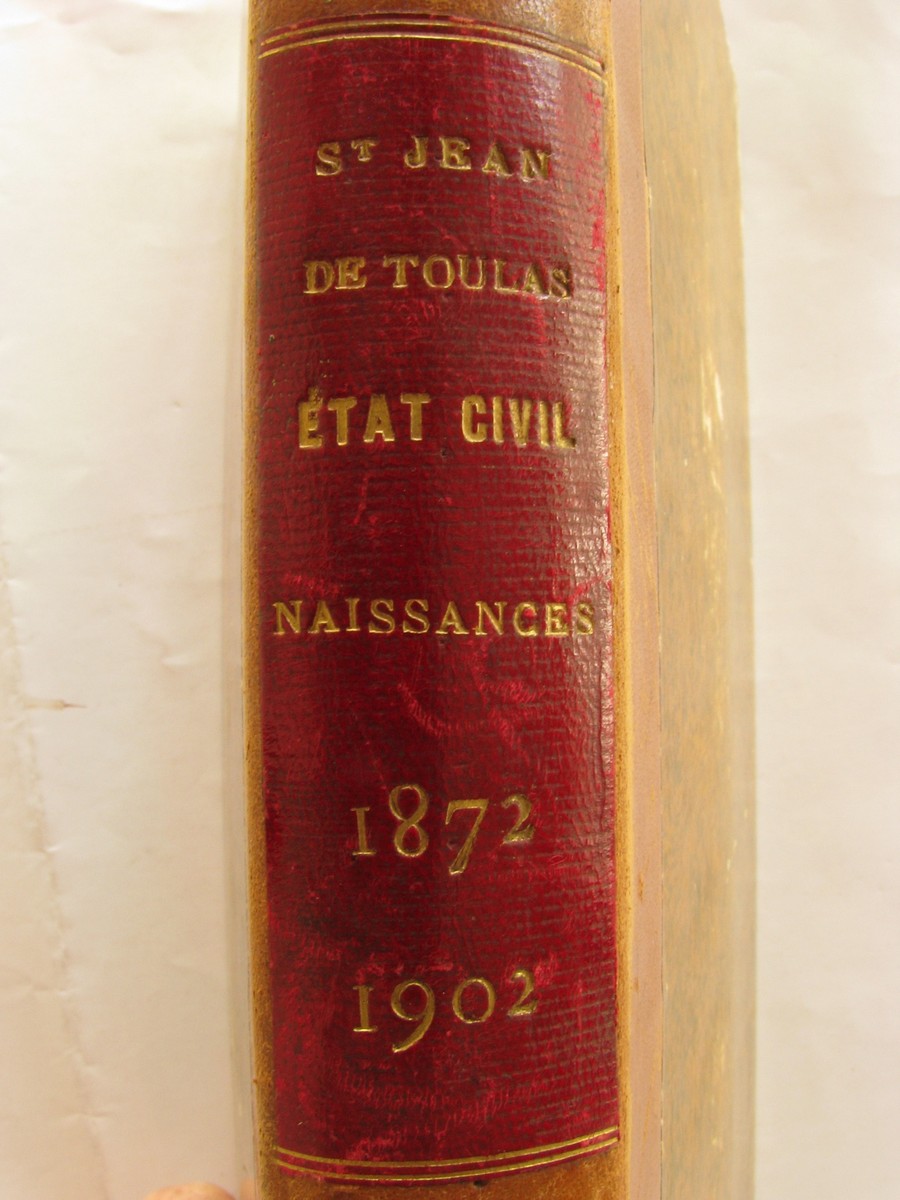 ST JEAN
DE TOULAS
ÉTAT CIVIL
NAISSANCES
1872
1902